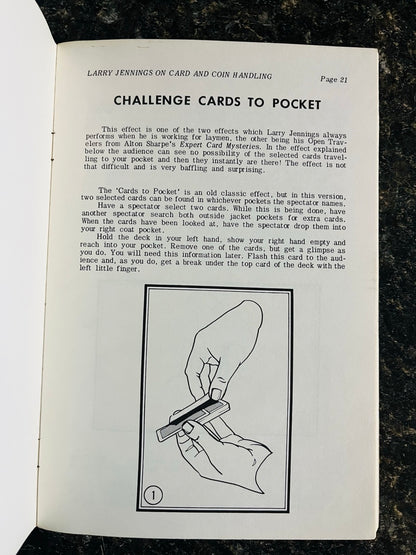 LARRY JENNINGS ON CARD AND COIN HANDLING Page 21
CHALLENGE CARDS TO POCKET
This effect is one of the two effects which Larry Jennings always
performs when he is working for laymen, the other being his Open Trav-
elers from Alton Sharpe's Expert Card Mysteries. In the effect explained
below the audience can see no possibility of the selected cards travel-
ling to your pocket and then they instantly are there! The effect is not
that difficult and is very baffling and surprising.
The 'Cards to Pocket' is an old classic effect, but in this version,
two selected cards can be found in whichever pockets the spectator names.
Have a spectator select two cards. While this is being done, have
another spectator search both outside jacket pockets for extra cards.
When the cards have been looked at, have the spectator drop them into
your right coat pocket.
Hold the deck in your left hand, show your right hand empty and
reach into your pocket. Remove one of the cards, but get a glimpse as
you do. You will need this information later. Flash this card to the aud-
ience and, as you do, get a break under the top card of the deck with the
left little finger.
1